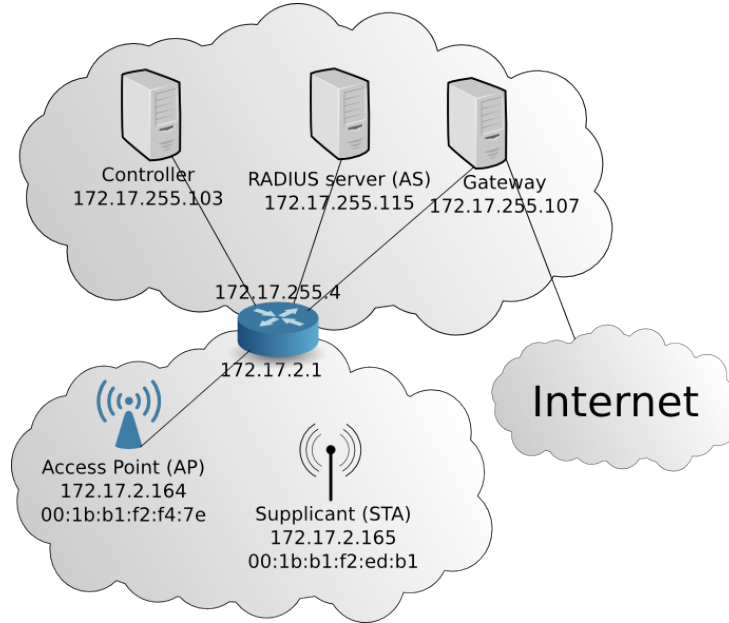 Controller
172.17.255.103
RADIUS server (AS)
172.17.255.115
Gateway
172.17.255.107
172.17.255.4
172.17.2.1
Internet
Access Point (AP)
172.17.2.164
00:1b:b1:f2:f4:7e
Supplicant (STA)
172.17.2.165
00:1b:b1:f2:ed:b1